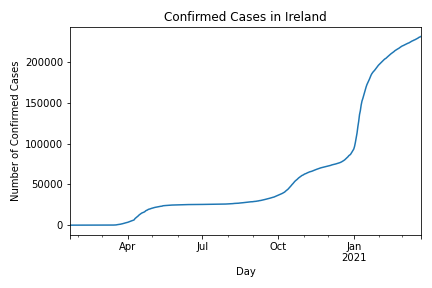 Confirmed Cases in Ireland
Number of Confirmed Cases
200000
150000
100000
50000
0
Apr
Jul
Oct
Jan
2021
Day